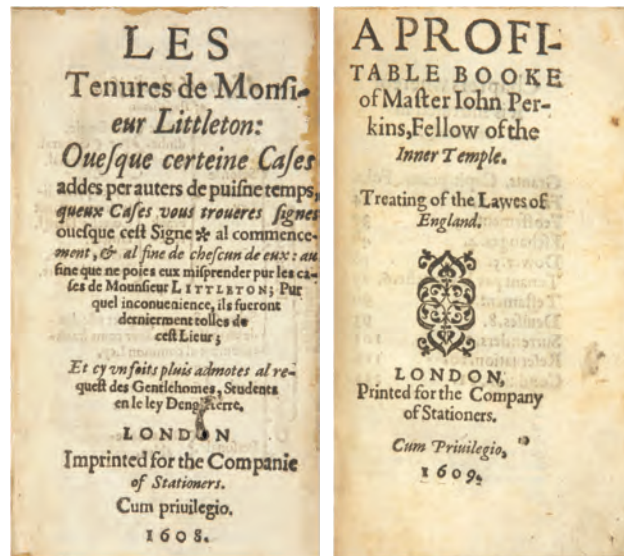 LES
Tenures de Monſi-
eur Littleton:
Oueſque certeine Caſes
addes per auters de puiſne temps,
queux Caſes vous troueres ſignes
oueſque ceſt Signe * al commence-
ment, & al fine de cheſcun de eux: au
fine que ne poies eux miſprender pur les ca-
ſes de Mounſieur LITTLETON; Pur
quel inconuenience, ils fueront
dernierment tolles de
ceſt Lieur;
Et cy vnfoits pluis admotes al re-
queſt des Gentlehomes, Students
en le ley
LONDON
Imprinted for the Companie
of Stationers.
Cum priuilegio.
1608.
A PROFI-
TABLE BOOKE
of Maſter Iohn Per-
kins, Fellow of the
Inner Temple.
Treating of the Lawes of
England.
LONDON,
Printed for the Company
of Stationers.
Cum Priuilegio,
1609.